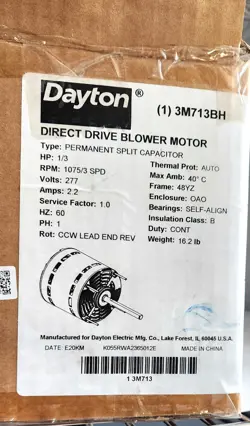 Dayton® (1) 3M713BH
DIRECT DRIVE BLOWER MOTOR
Type: PERMANENT SPLIT CAPACITOR
HP: 1/3
RPM: 1075/3 SPD
Volts: 277
Amps: 2.2
Service Factor: 1.0
HZ: 60
PH: 1
Rot: CCW LEAD END REV
Thermal Prot: AUTO
Max Amb: 40° C
Frame: 48YZ
Enclosure: OAO
Bearings: SELF-ALIGN
Insulation Class: B
Duty: CONT
Weight: 16.2 lb
Manufactured for Dayton Electric Mfg. Co., Lake Forest, IL 60045 U.S.A.
DATE: E20KM K055RWA2365012E MADE IN CHINA
1 3M713